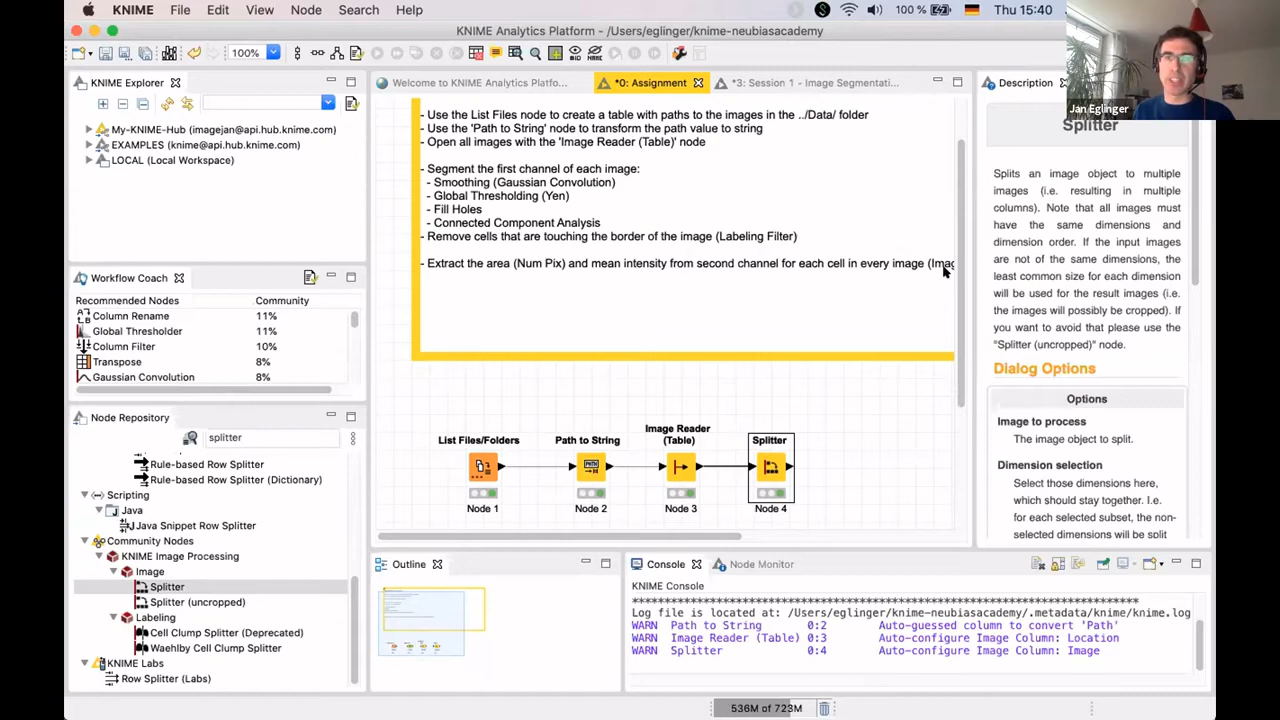 KNIME File Edit View Node Search Help
100 % Thu 15:40
KNIME Analytics Platform - /Users/eglinger/knime-neubiasacademy
100%
KNIME Explorer
My-KNIME-Hub (imagejan@api.hub.knime.com)
EXAMPLES (knime@api.hub.knime.com)
LOCAL (Local Workspace)
Workflow Coach
Recommended Nodes Community
Column Rename 11%
Global Thresholder 11%
Column Filter 10%
Transpose 8%
Gaussian Convolution 8%
Node Repository
splitter
Rule-based Row Splitter
Rule-based Row Splitter (Dictionary)
Scripting
Java
Java Snippet Row Splitter
Community Nodes
KNIME Image Processing
Image
Splitter
Splitter (uncropped)
Labeling
Cell Clump Splitter (Deprecated)
Waehlby Cell Clump Splitter
KNIME Labs
Row Splitter (Labs)
Welcome to KNIME Analytics Platfo...
*0: Assignment
*3: Session 1 - Image Segmentati...
- Use the List Files node to create a table with paths to the images in the ../Data/ folder
- Use the 'Path to String' node to transform the path value to string
- Open all images with the 'Image Reader (Table)' node
- Segment the first channel of each image:
- Smoothing (Gaussian Convolution)
- Global Thresholding (Yen)
- Fill Holes
- Connected Component Analysis
- Remove cells that are touching the border of the image (Labeling Filter)
- Extract the area (Num Pix) and mean intensity from second channel for each cell in every image (Imag
List Files/Folders
Path to String
Image Reader
(Table)
Splitter
Node 1
Node 2
Node 3
Node 4
Outline
Console
Node Monitor
KNIME Console
********************************************************************************
Log file is located at: /Users/eglinger/knime-neubiasacademy/.metadata/knime/knime.log
WARN Path to String 0:2 Auto-guessed column to convert 'Path'
WARN Image Reader (Table) 0:3 Auto-configure Image Column: Location
WARN Splitter 0:4 Auto-configure Image Column: Image
Description
Jan Eglinger
Splitter
Splits an image object to multiple
images (i.e. resulting in multiple
columns). Note that all images must
have the same dimensions and
dimension order. If the input images
are not of the same dimensions, the
least common size for each dimension
will be used for the result images (i.e.
the images will possibly be cropped). If
you want to avoid that please use the
"Splitter (uncropped)" node.
Dialog Options
Options
Image to process
The image object to split.
Dimension selection
Select those dimensions here,
which should stay together. I.e.
for each selected subset, the non-
selected dimensions will be split
536M of 723M